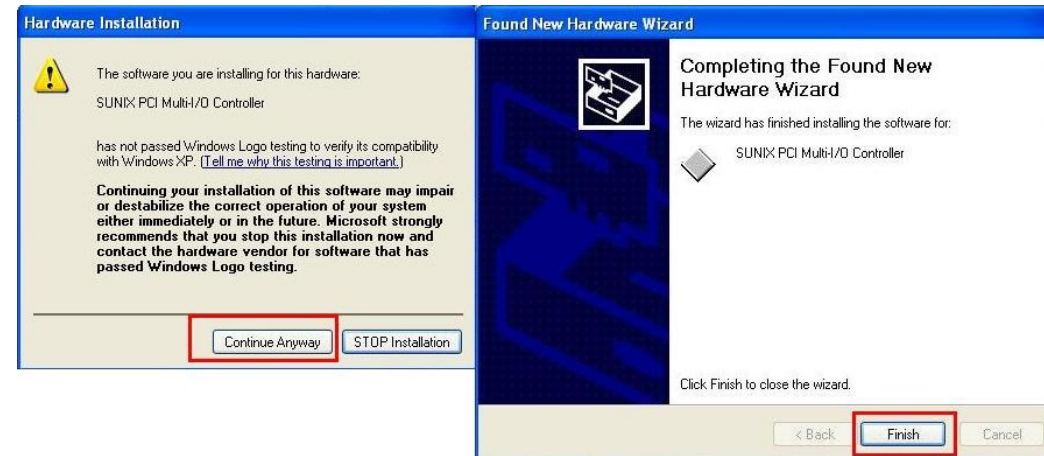 Hardware Installation
The software you are installing for this hardware:
SUNIX PCI Multi-I/O Controller
has not passed Windows Logo testing to verify its compatibility
with Windows XP. (Tell me why this testing is important.)
Continuing your installation of this software may impair
or destabilize the correct operation of your system
either immediately or in the future. Microsoft strongly
recommends that you stop this installation now and
contact the hardware vendor for software that has
passed Windows Logo testing.
Continue Anyway
STOP Installation
Found New Hardware Wizard
Completing the Found New
Hardware Wizard
The wizard has finished installing the software for:
SUNIX PCI Multi-I/O Controller
Click Finish to close the wizard.
< Back
Finish
Cancel